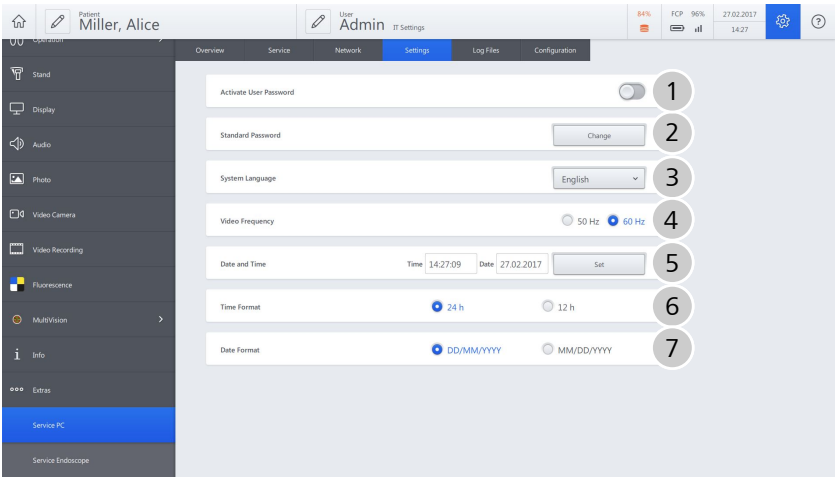 Patient
Miller, Alice
User
Admin IT Settings
84%
FCP 96%
27.02.2017
14:27
?
Operation
Stand
Display
Audio
Photo
Video Camera
Video Recording
Fluorescence
MultiVision
Info
Extras
Service PC
Service Endoscope
Overview Service Network Settings Log Files Configuration
Activate User Password 1
Standard Password Change 2
System Language English 3
Video Frequency 50 Hz 60 Hz 4
Date and Time Time 14:27:09 Date 27.02.2017 Set 5
Time Format 24 h 12 h 6
Date Format DD/MM/YYYY MM/DD/YYYY 7